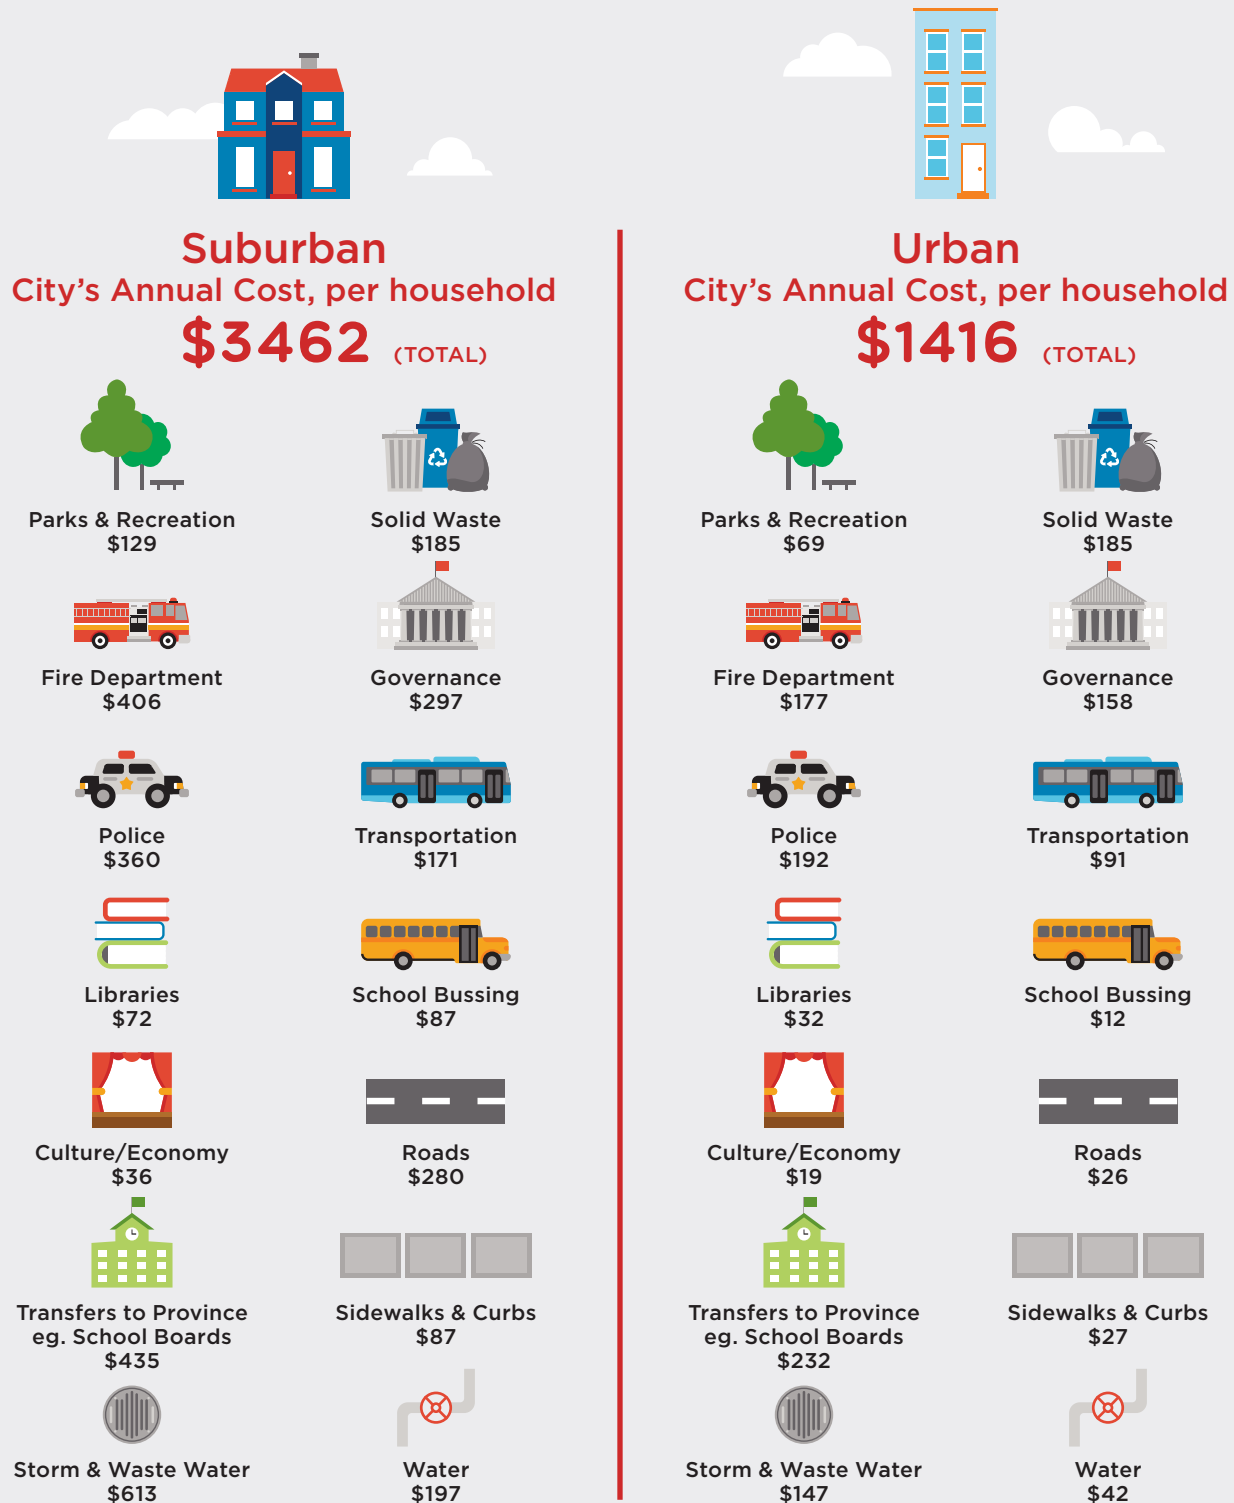 Suburban
City's Annual Cost, per household
$3462 (TOTAL)
Parks & Recreation
$129
Solid Waste
$185
Fire Department
$406
Governance
$297
Police
$360
Transportation
$171
Libraries
$72
School Bussing
$87
Culture/Economy
$36
Roads
$280
Transfers to Province
eg. School Boards
$435
Sidewalks & Curbs
$87
Storm & Waste Water
$613
Water
$197
Urban
City's Annual Cost, per household
$1416 (TOTAL)
Parks & Recreation
$69
Solid Waste
$185
Fire Department
$177
Governance
$158
Police
$192
Transportation
$91
Libraries
$32
School Bussing
$12
Culture/Economy
$19
Roads
$26
Transfers to Province
eg. School Boards
$232
Sidewalks & Curbs
$27
Storm & Waste Water
$147
Water
$42